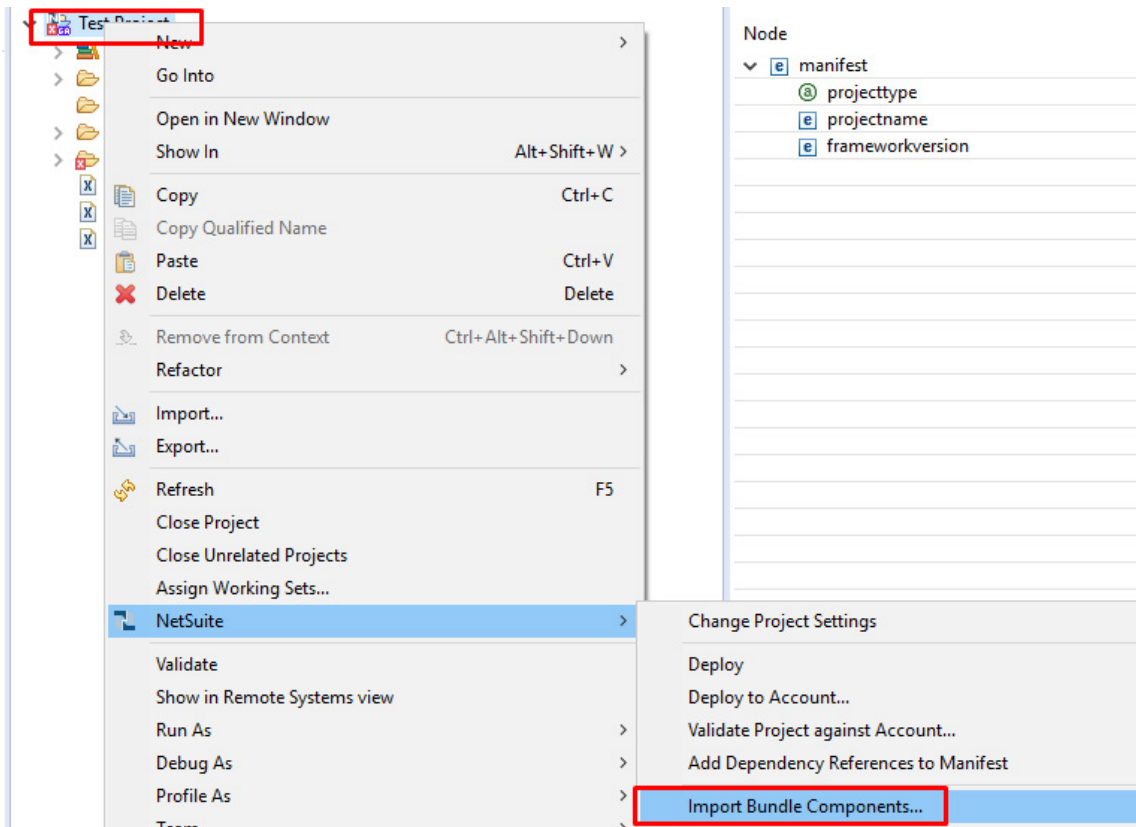 Test Project
New
Go Into
Open in New Window
Show In Alt+Shift+W
Copy Ctrl+C
Copy Qualified Name
Paste Ctrl+V
Delete Delete
Remove from Context Ctrl+Alt+Shift+Down
Refactor
Import...
Export...
Refresh F5
Close Project
Close Unrelated Projects
Assign Working Sets...
NetSuite
Validate
Show in Remote Systems view
Run As
Debug As
Profile As
Team
Node
manifest
projecttype
projectname
frameworkversion
Change Project Settings
Deploy
Deploy to Account...
Validate Project against Account...
Add Dependency References to Manifest
Import Bundle Components...